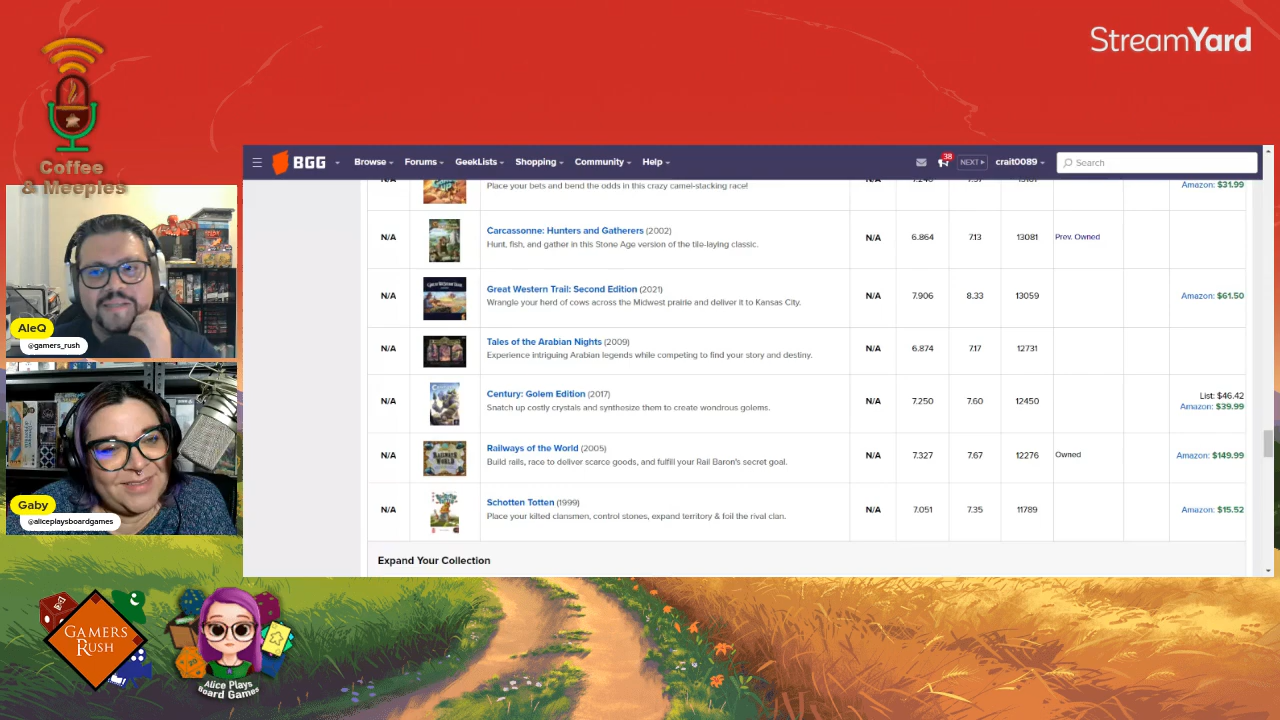 StreamYard
Coffee
& Meeples
BGG
Browse
Forums
GeekLists
Shopping
Community
Help
38
NEXT
crait0089
Search
N/A
Place your bets and bend the odds in this crazy camel-stacking race!
N/A
Amazon: $31.99
N/A
Carcassonne: Hunters and Gatherers (2002)
Hunt, fish, and gather in this Stone Age version of the tile-laying classic.
N/A
6.864
7.13
13081
Prev. Owned
N/A
Great Western Trail: Second Edition (2021)
Wrangle your herd of cows across the Midwest prairie and deliver it to Kansas City.
N/A
7.906
8.33
13059
Amazon: $61.50
N/A
Tales of the Arabian Nights (2009)
Experience intriguing Arabian legends while competing to find your story and destiny.
N/A
6.874
7.17
12731
N/A
Century: Golem Edition (2017)
Snatch up costly crystals and synthesize them to create wondrous golems.
N/A
7.250
7.60
12450
List: $46.42
Amazon: $39.99
N/A
Railways of the World (2005)
Build rails, race to deliver scarce goods, and fulfill your Rail Baron's secret goal.
N/A
7.327
7.67
12276
Owned
Amazon: $149.99
N/A
Schotten Totten (1999)
Place your kilted clansmen, control stones, expand territory & foil the rival clan.
N/A
7.051
7.35
11789
Amazon: $15.52
Expand Your Collection
AleQ
@gamers_rush
Gaby
@aliceplaysboardgames
GAMERS
RUSH
Alice Plays
Board Games